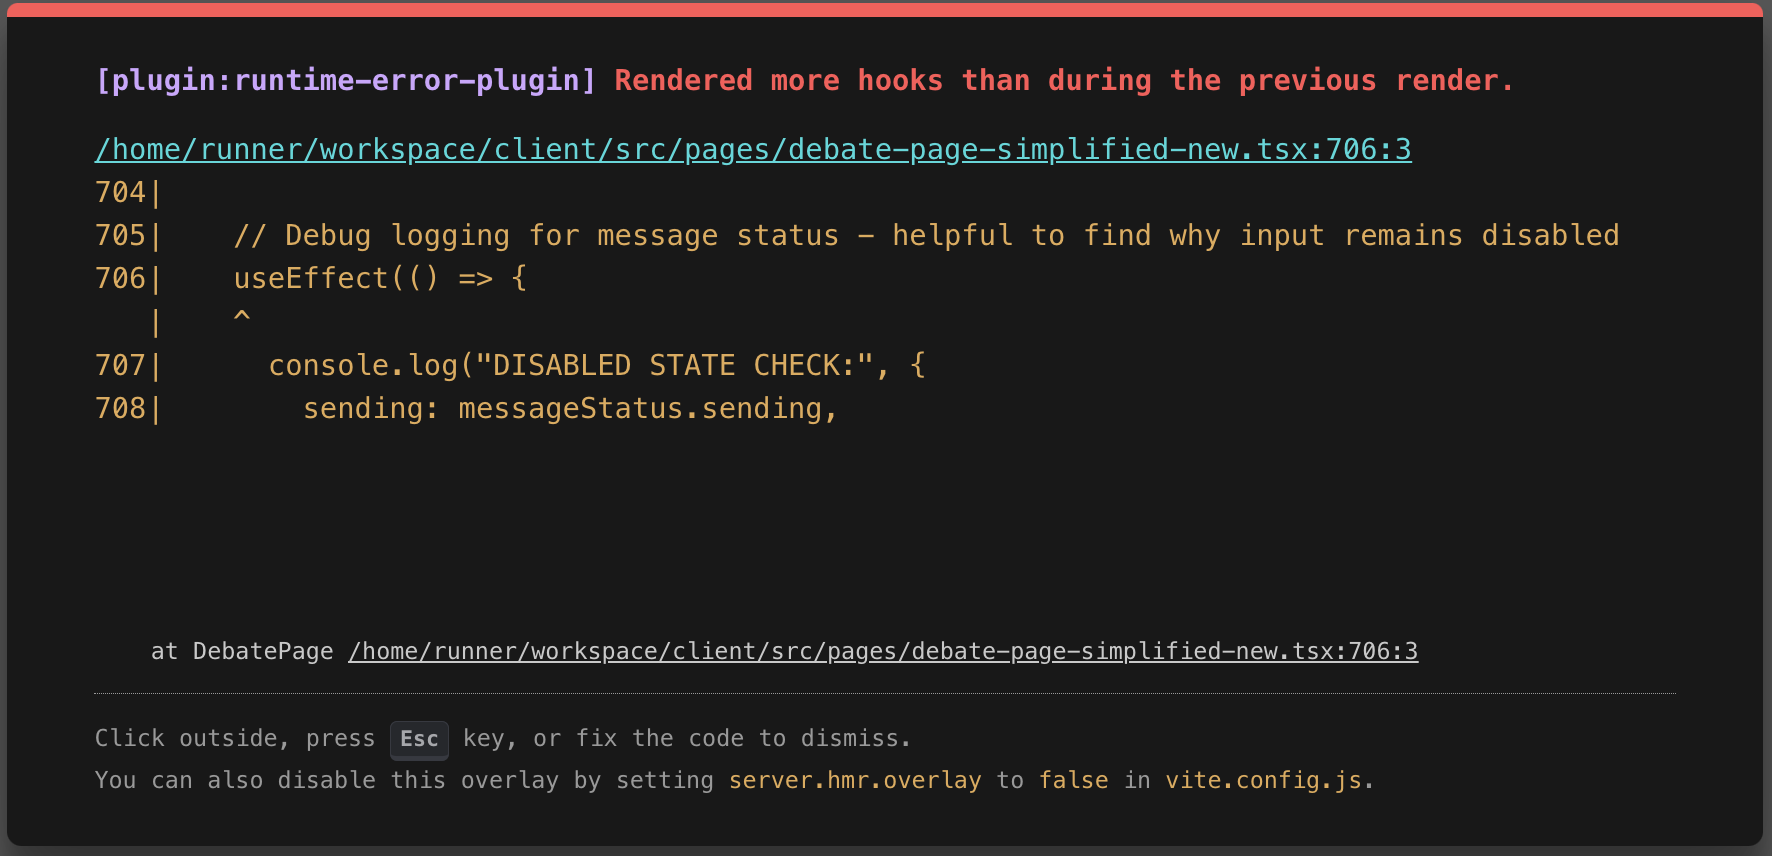 [plugin:runtime-error-plugin] Rendered more hooks than during the previous render.
/home/runner/workspace/client/src/pages/debate-page-simplified-new.tsx:706:3
704|
705|    // Debug logging for message status - helpful to find why input remains disabled
706|    useEffect(() => {
   |    ^
707|      console.log("DISABLED STATE CHECK:", {
708|        sending: messageStatus.sending,
at DebatePage /home/runner/workspace/client/src/pages/debate-page-simplified-new.tsx:706:3
Click outside, press Esc key, or fix the code to dismiss.
You can also disable this overlay by setting server.hmr.overlay to false in vite.config.js.